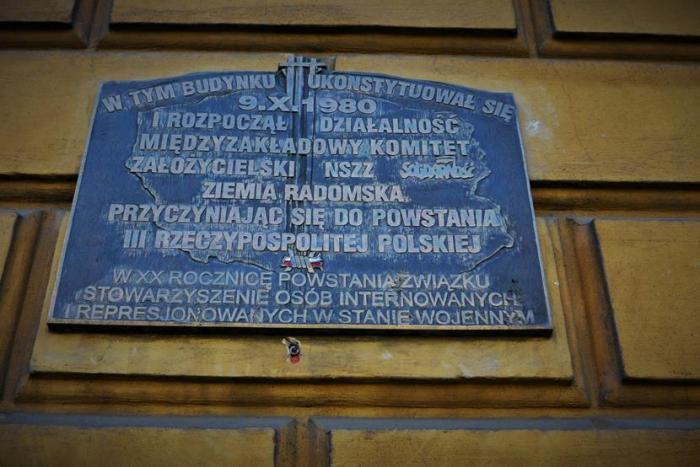 W TYM BUDYNKU UKONSTYTUOWAŁ SIĘ
9.X.1980
I ROZPOCZĄŁ DZIAŁALNOŚĆ
MIĘDZYZAKŁADOWY KOMITET
ZAŁOŻYCIELSKI NSZZ SOLIDARNOŚĆ
ZIEMIA RADOMSKA
PRZYCZYNIAJĄC SIĘ DO POWSTANIA
III RZECZYPOSPOLITEJ POLSKIEJ
W XX ROCZNICĘ POWSTANIA ZWIĄZKU
STOWARZYSZENIE OSÓB INTERNOWANYCH
I REPRESJONOWANYCH W STANIE WOJENNYM